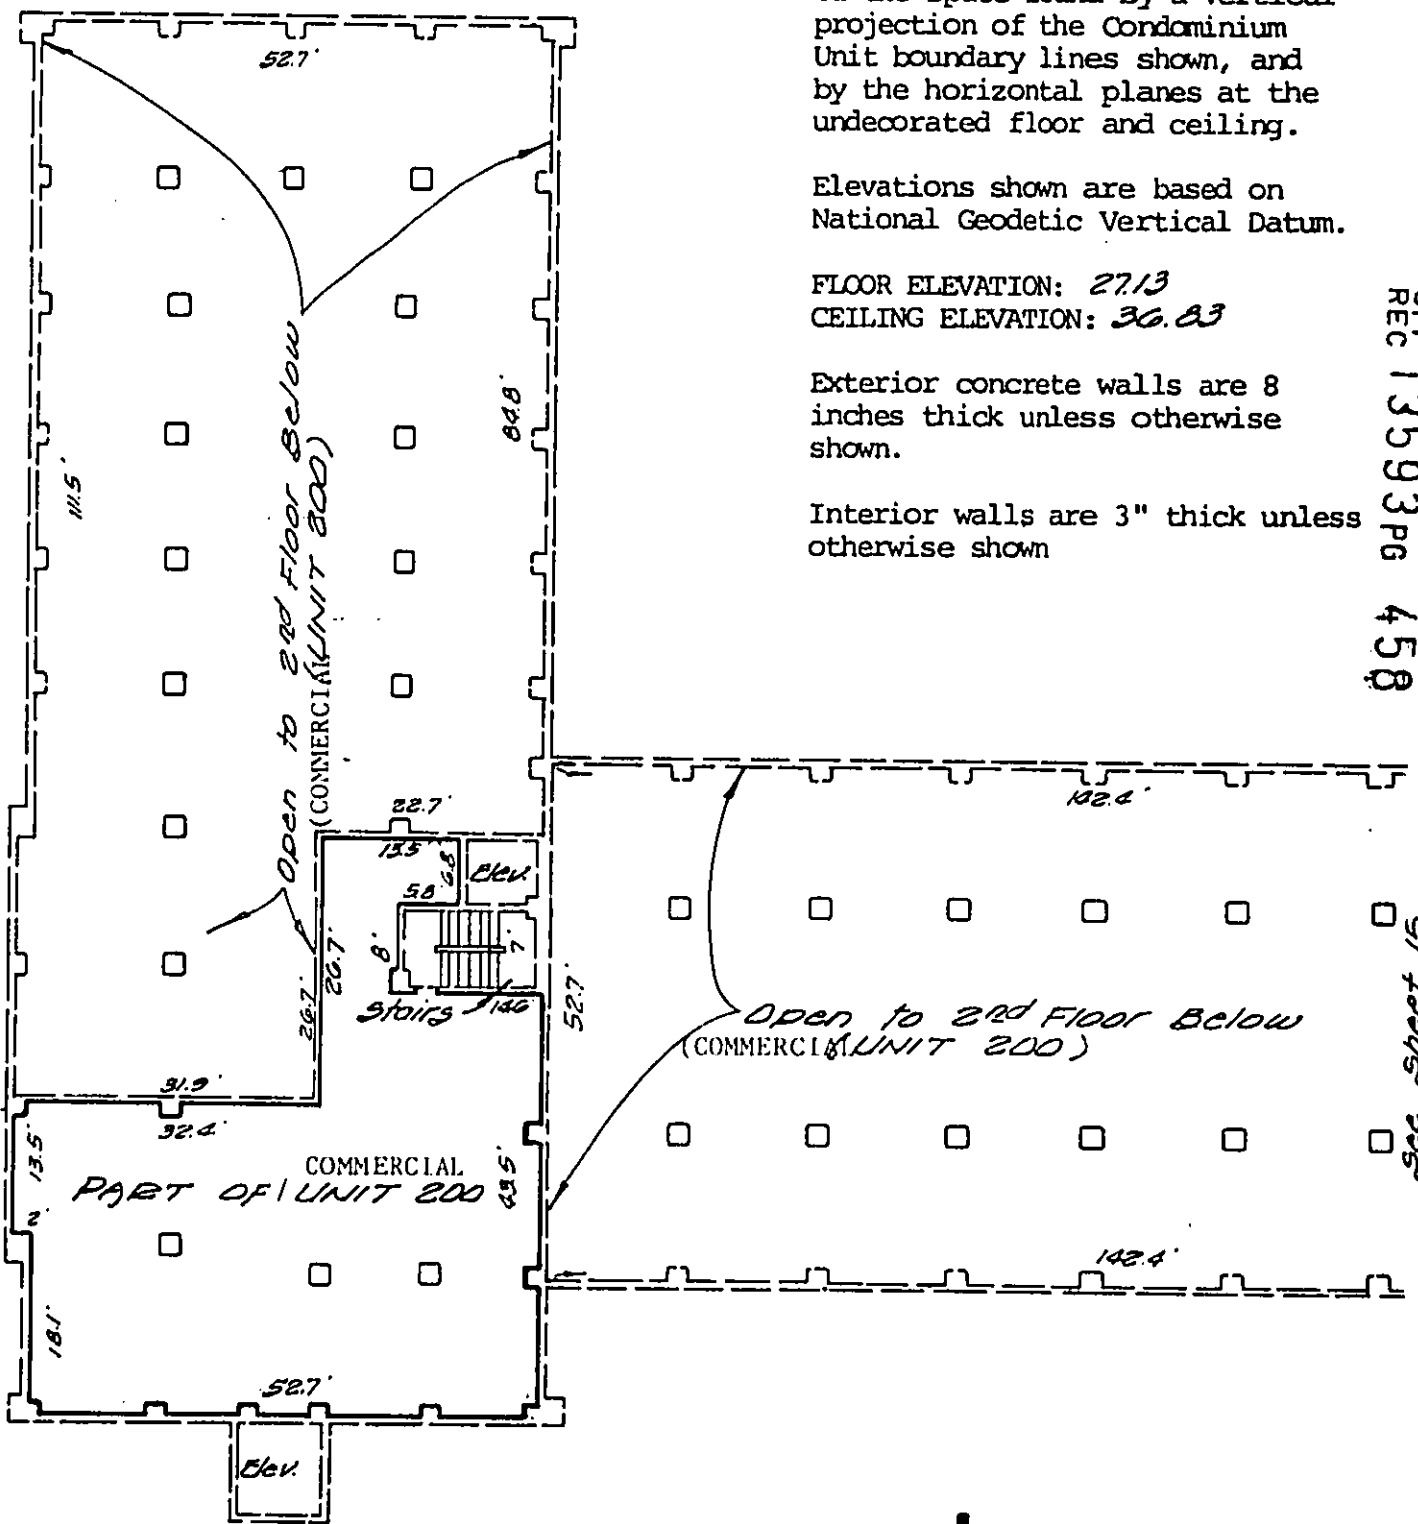 projection of the Condominium
Unit boundary lines shown, and
by the horizontal planes at the
undecorated floor and ceiling.
Elevations shown are based on
National Geodetic Vertical Datum.
FLOOR ELEVATION: 27.13
CEILING ELEVATION: 36.83
Exterior concrete walls are 8
inches thick unless otherwise
shown.
Interior walls are 3" thick unless
otherwise shown
REC 13593PG 458
52.7'
111.5'
84.8'
Open to 2nd Floor Below
(COMMERCIAL UNIT 200)
22.7'
13.5'
6.8'
Elev.
5.8'
8'
7'
26.7'
26.7'
Stairs
14.6'
52.7'
31.9'
32.4'
13.5'
2'
COMMERCIAL
PART OF UNIT 200
43.5'
18.1'
52.7'
Elev.
142.4'
Open to 2nd Floor Below
(COMMERCIAL UNIT 200)
142.4'
See Sheet 15